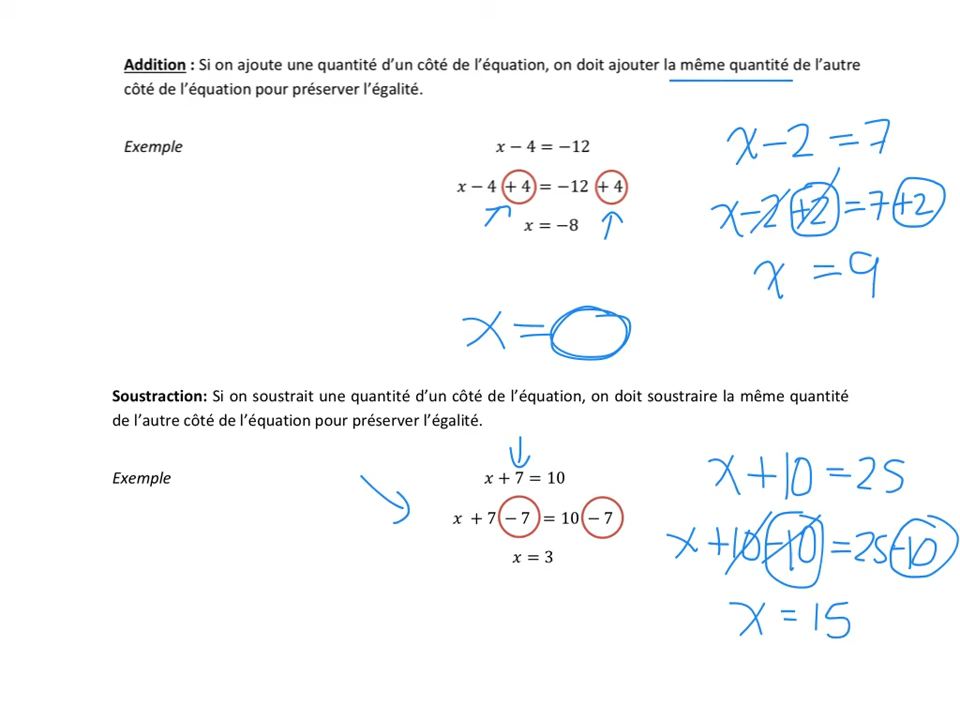 Addition : Si on ajoute une quantité d’un côté de l’équation, on doit ajouter la même quantité de l’autre
côté de l’équation pour préserver l’égalité.
Exemple
x − 4 = −12
x − 4 + 4 = −12 + 4
x = −8
x − 2 = 7
x − 2 + 2 = 7 + 2
x = 9
x =
Soustraction: Si on soustrait une quantité d’un côté de l’équation, on doit soustraire la même quantité
de l’autre côté de l’équation pour préserver l’égalité.
Exemple
x + 7 = 10
x + 7 − 7 = 10 − 7
x = 3
x + 10 = 25
x + 10 − 10 = 25 − 10
x = 15